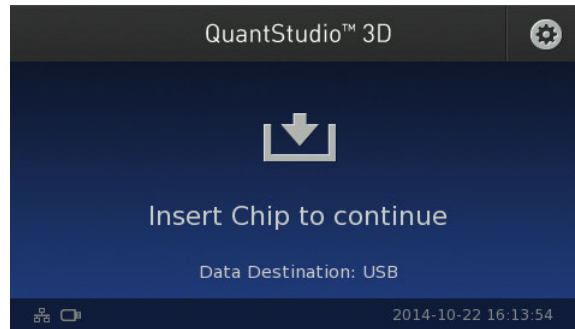 QuantStudio™ 3D
Insert Chip to continue
Data Destination: USB
2014-10-22 16:13:54